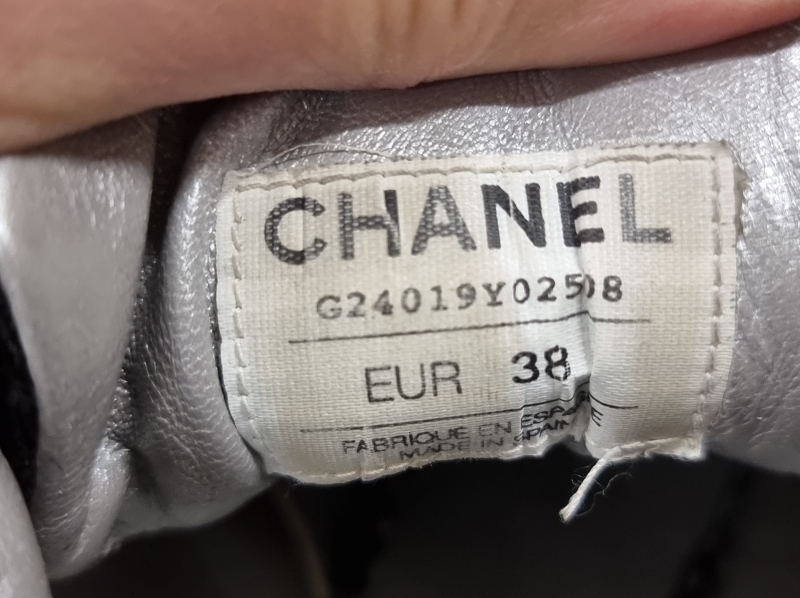 CHANEL
G24019Y02508
EUR 38
FABRIQUE EN ESPAGNE
MADE IN SPAIN